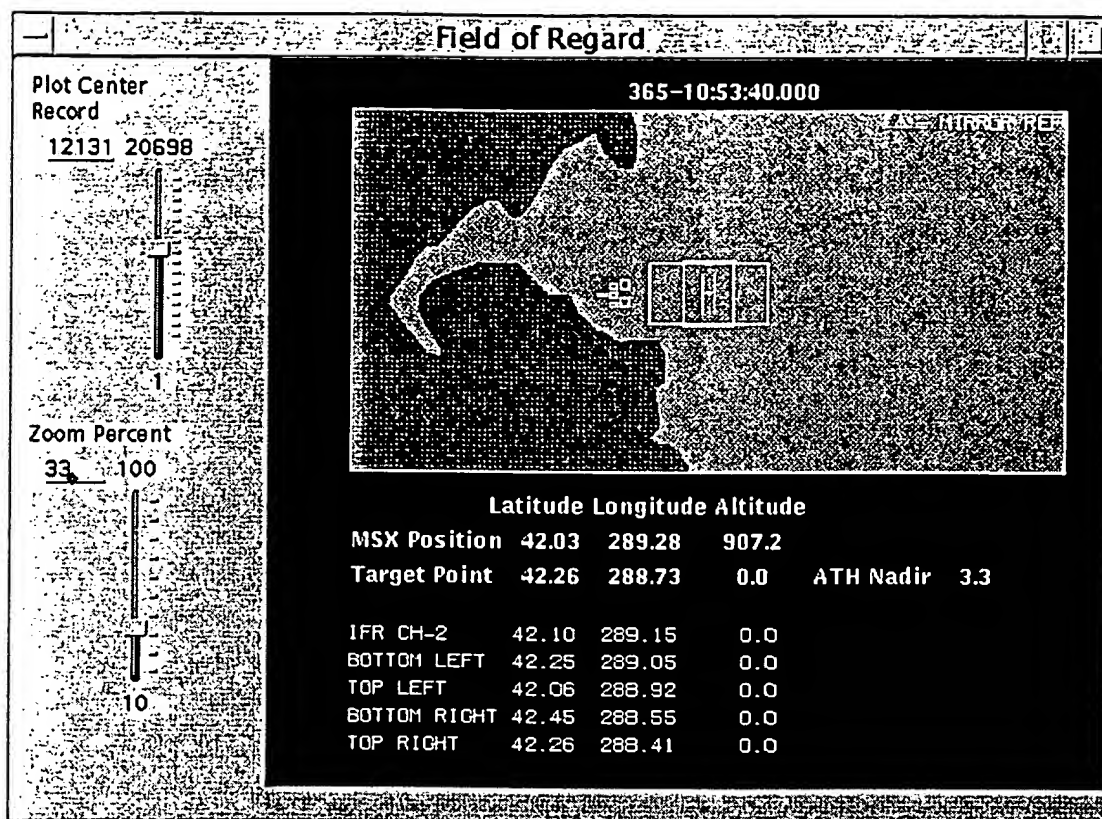 Field of Regard
Plot Center
Record
12131 20698
1
Zoom Percent
33 100
10
365-10:53:40.000
MIRROR REF
Latitude Longitude Altitude
MSX Position 42.03 289.28 907.2
Target Point 42.26 288.73 0.0 ATH Nadir 3.3
IFR CH-2 42.10 289.15 0.0
BOTTOM LEFT 42.25 289.05 0.0
TOP LEFT 42.06 288.92 0.0
BOTTOM RIGHT 42.45 288.55 0.0
TOP RIGHT 42.26 288.41 0.0